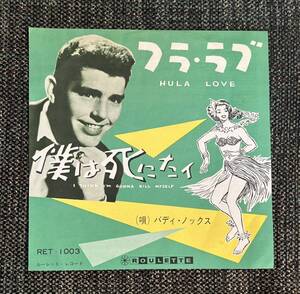 フラ・ラブ
HULA LOVE
僕は死にたい
I THINK I'M GONNA KILL MYSELF
(唄) バディ・ノックス
RET-1003
ルーレット・レコード
ROULETTE